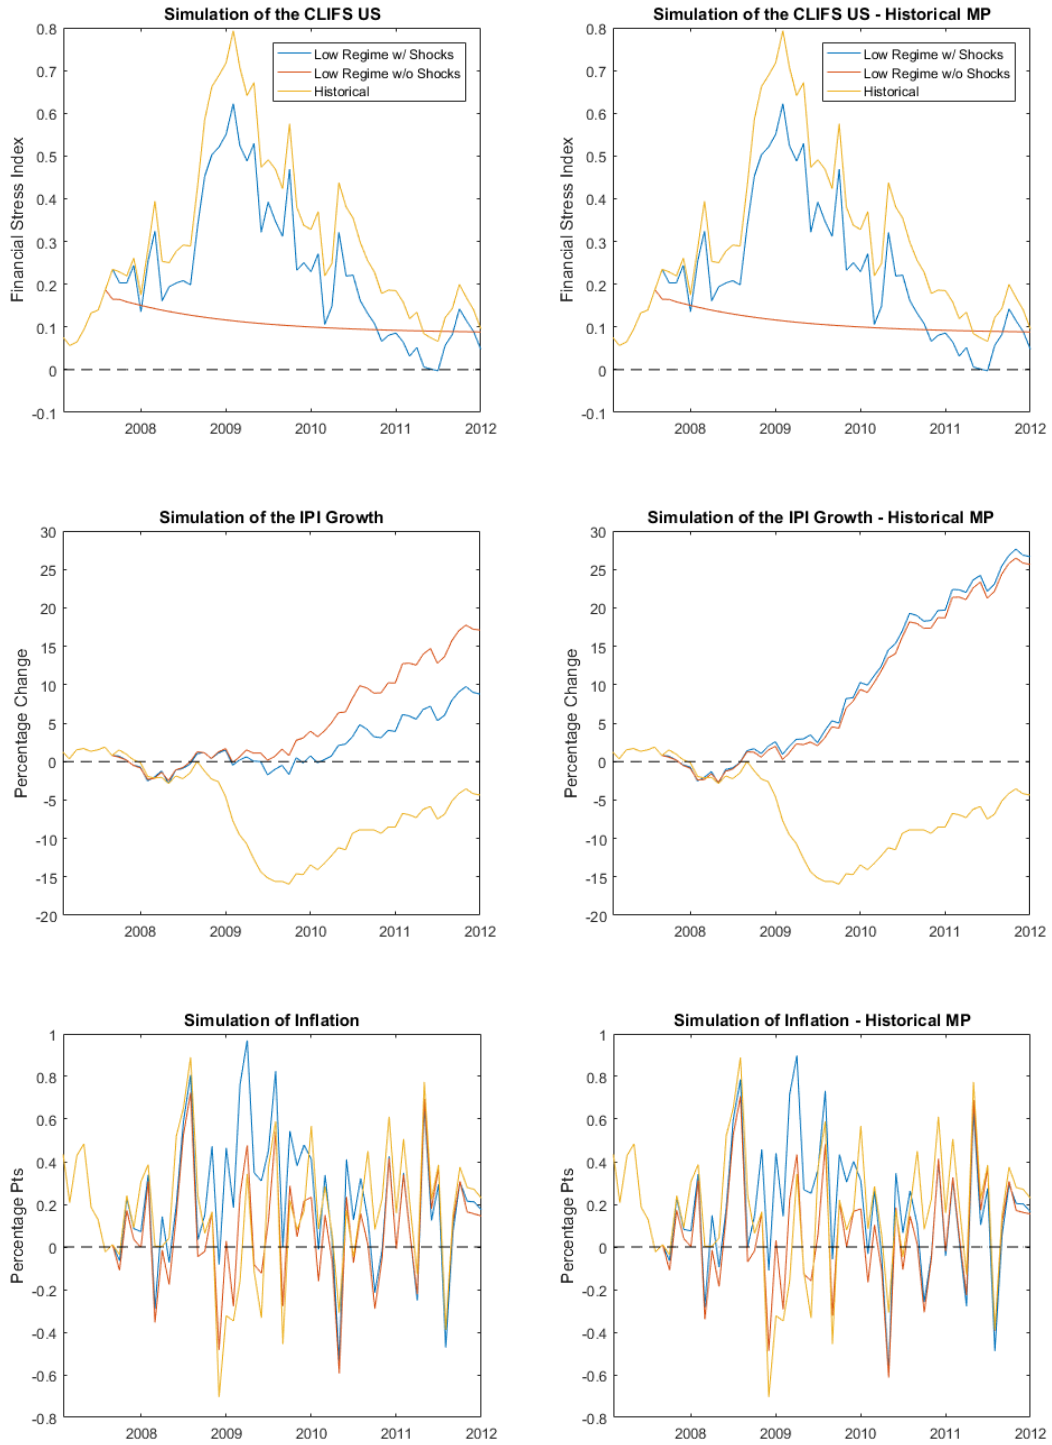 Simulation of the CLIFS US
Financial Stress Index
0.8
0.7
0.6
0.5
0.4
0.3
0.2
0.1
0
-0.1
Low Regime w/ Shocks
Low Regime w/o Shocks
Historical
2008 2009 2010 2011 2012
Simulation of the CLIFS US - Historical MP
Financial Stress Index
0.8
0.7
0.6
0.5
0.4
0.3
0.2
0.1
0
-0.1
Low Regime w/ Shocks
Low Regime w/o Shocks
Historical
2008 2009 2010 2011 2012
Simulation of the IPI Growth
Percentage Change
30
25
20
15
10
5
0
-5
-10
-15
-20
2008 2009 2010 2011 2012
Simulation of the IPI Growth - Historical MP
Percentage Change
30
25
20
15
10
5
0
-5
-10
-15
-20
2008 2009 2010 2011 2012
Simulation of Inflation
Percentage Pts
1
0.8
0.6
0.4
0.2
0
-0.2
-0.4
-0.6
-0.8
2008 2009 2010 2011 2012
Simulation of Inflation - Historical MP
Percentage Pts
1
0.8
0.6
0.4
0.2
0
-0.2
-0.4
-0.6
-0.8
2008 2009 2010 2011 2012